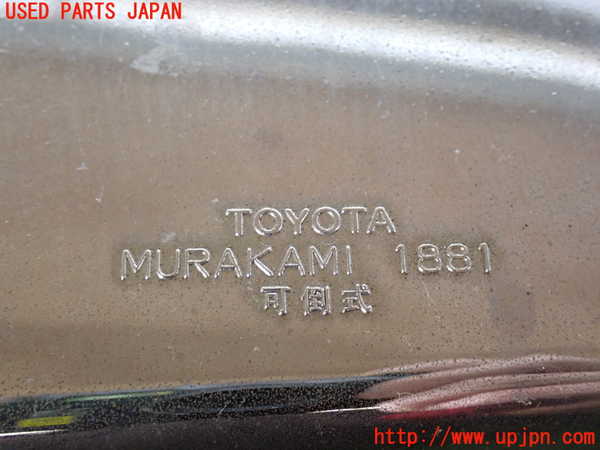 USED PARTS JAPAN
TOYOTA
MURAKAMI 1881
可倒式
http://www.upjpn.com/